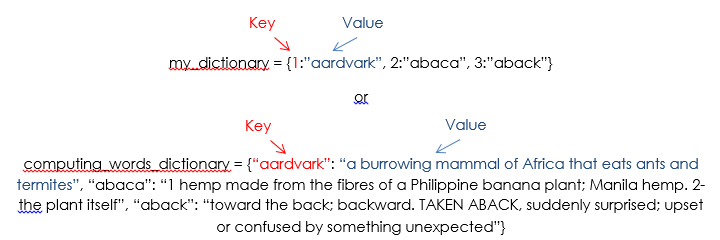 Key Value
my_dictionary = {1:”aardvark”, 2:”abaca”, 3:”aback”}
or
Key Value
computing_words_dictionary = {“aardvark”: “a burrowing mammal of Africa that eats ants and
termites”, “abaca”: “1 hemp made from the fibres of a Philippine banana plant; Manila hemp. 2-
the plant itself”, “aback”: “toward the back; backward. TAKEN ABACK, suddenly surprised; upset
or confused by something unexpected”}